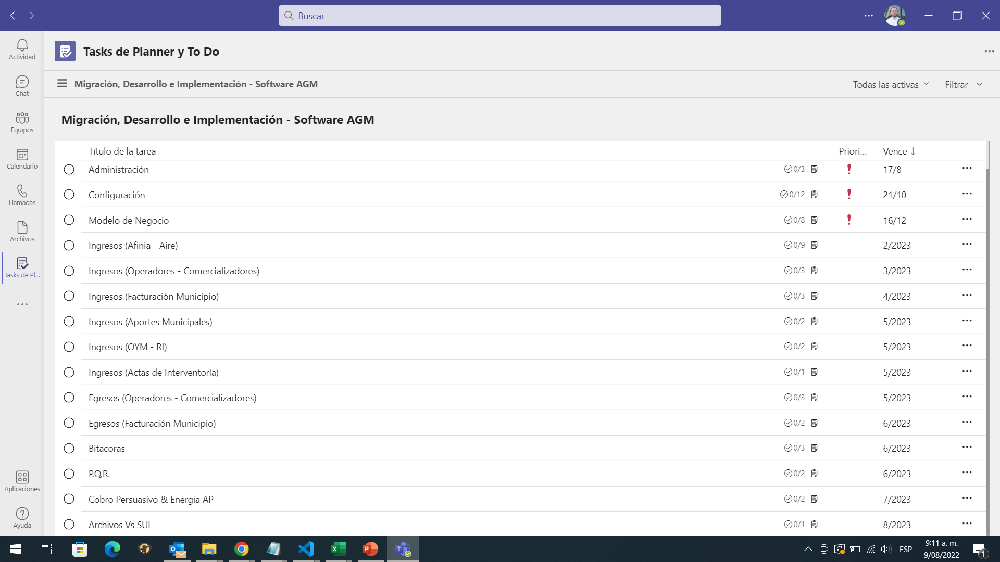 Buscar
Actividad
Chat
Equipos
Calendario
Llamadas
Archivos
Tasks de Pl...
Aplicaciones
Ayuda
Tasks de Planner y To Do
Migración, Desarrollo e Implementación - Software AGM
Todas las activas
Filtrar
Migración, Desarrollo e Implementación - Software AGM
Título de la tarea Priori... Vence ↓
Administración 0/3 17/8
Configuración 0/12 21/10
Modelo de Negocio 0/8 16/12
Ingresos (Afinia - Aire) 0/9 2/2023
Ingresos (Operadores - Comercializadores) 0/3 3/2023
Ingresos (Facturación Municipio) 0/3 4/2023
Ingresos (Aportes Municipales) 0/2 5/2023
Ingresos (OYM - RI) 0/2 5/2023
Ingresos (Actas de Interventoría) 0/1 5/2023
Egresos (Operadores - Comercializadores) 0/3 5/2023
Egresos (Facturación Municipio) 0/2 6/2023
Bitacoras 0/3 6/2023
P.Q.R. 0/2 6/2023
Cobro Persuasivo & Energía AP 0/2 7/2023
Archivos Vs SUI 0/1 8/2023
ESP
9:11 a. m.
9/08/2022
1